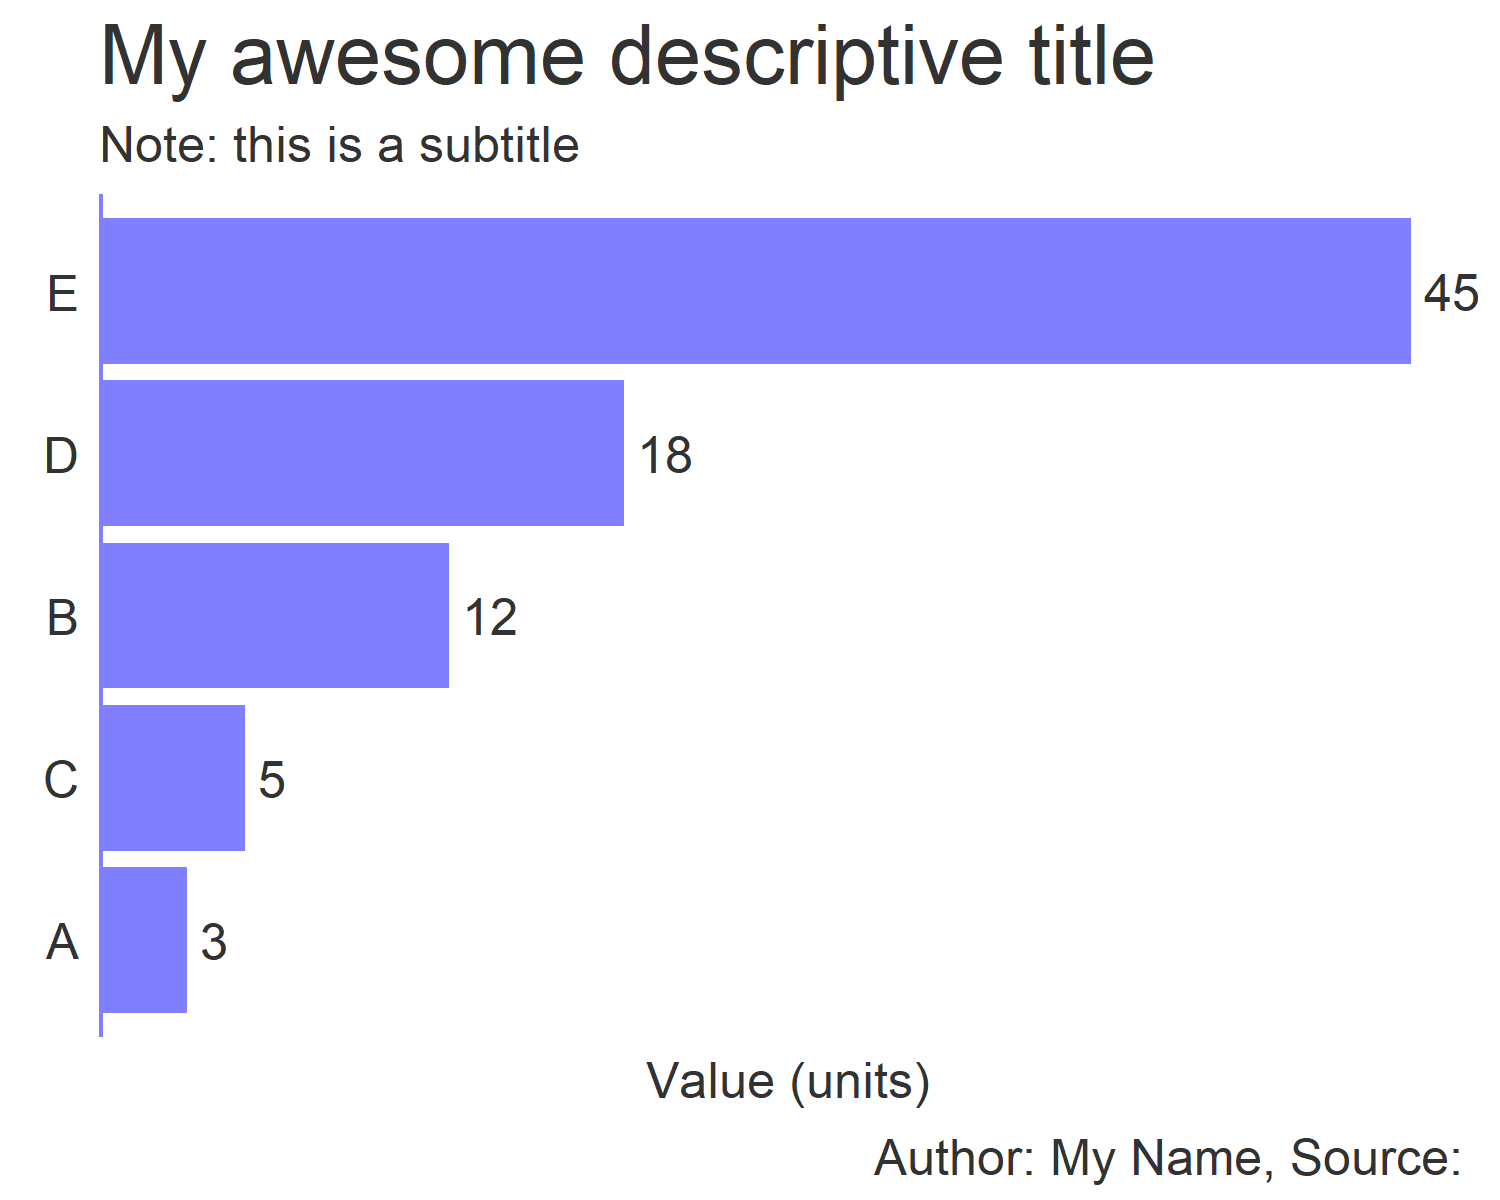 My awesome descriptive title
Note: this is a subtitle
E 45
D 18
B 12
C 5
A 3
Value (units)
Author: My Name, Source: